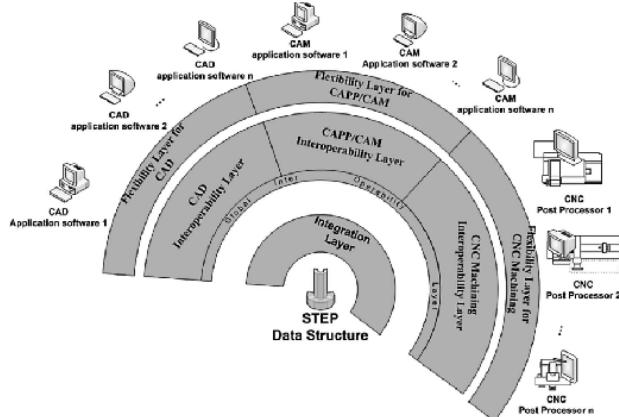 CAM
application software 1
CAM
Application software 2
CAD
application software n
CAM
application software n
CAD
application software 2
CAD
Application software 1
Flexibility Layer for
CAD
Flexibility Layer for
CAPP/CAM
Flexibility Layer for
CNC Machining
CAD
Interoperability Layer
CAPP/CAM
Interoperability Layer
CNC Machining
Interoperability Layer
Global Inter Operability Layer
Integration
Layer
STEP
Data Structure
CNC
Post Processor 1
CNC
Post Processor 2
CNC
Post Processor n